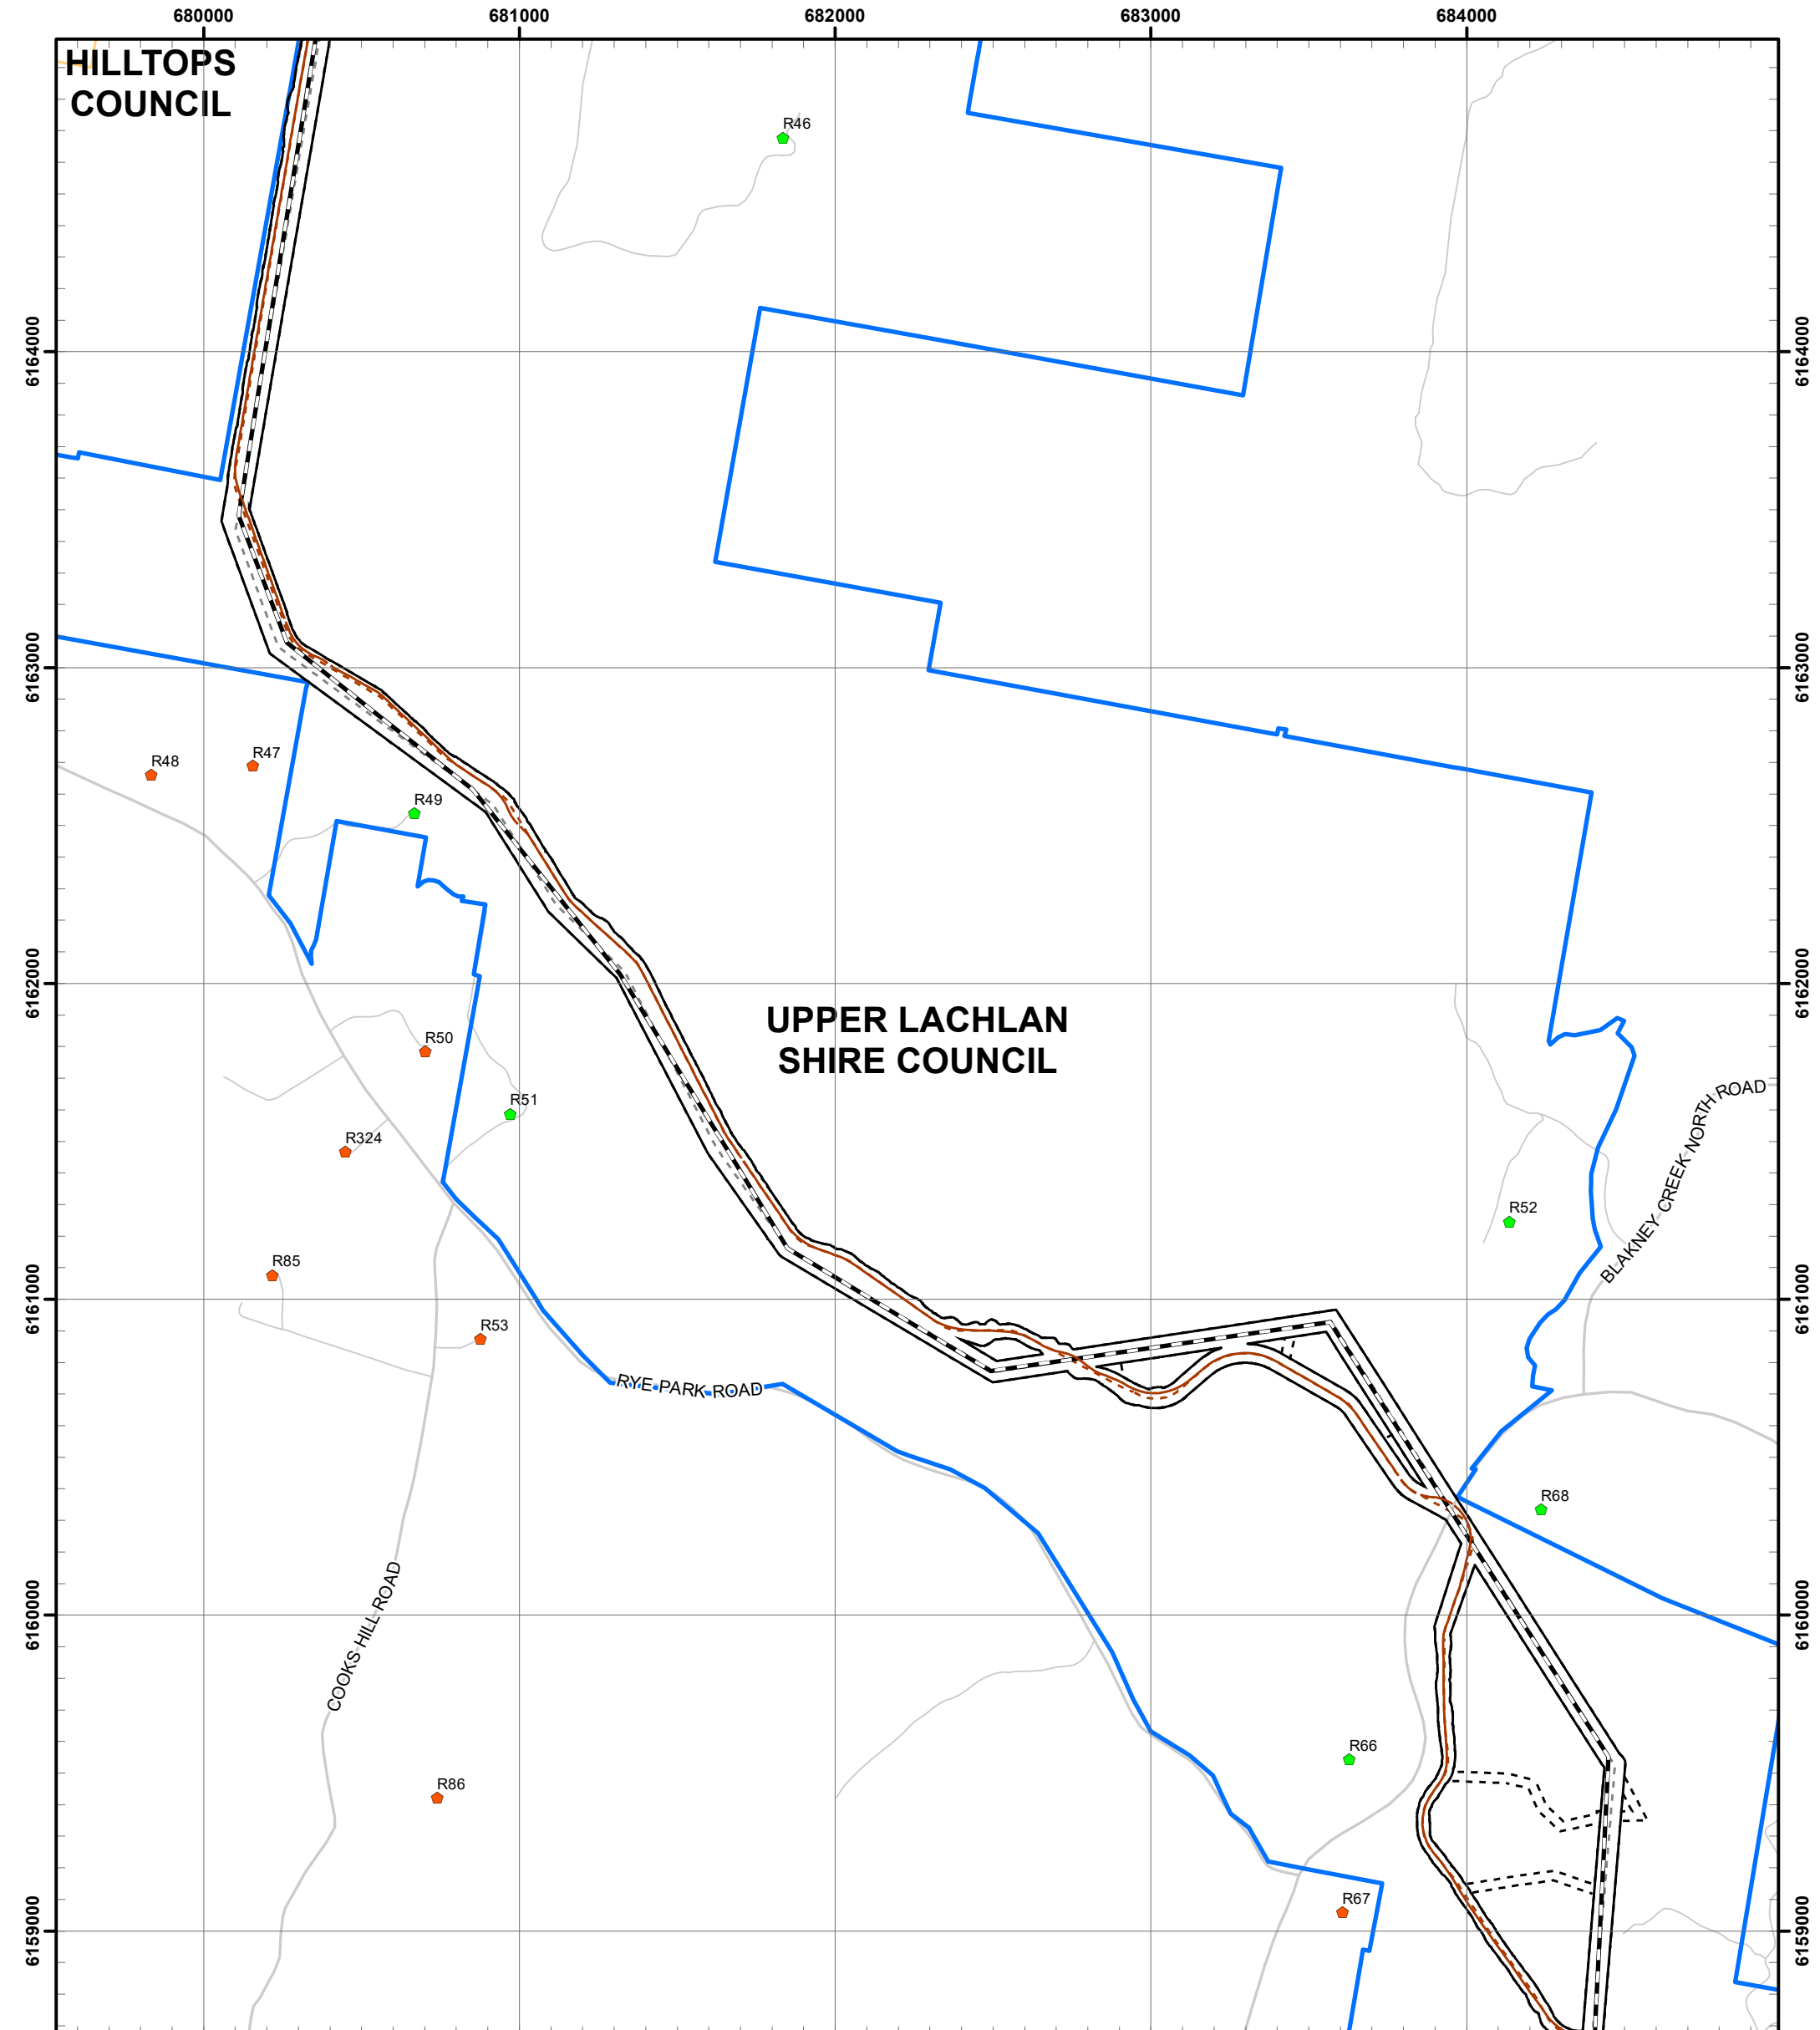 680000
681000
682000
683000
684000
HILLTOPS
COUNCIL
R46
6164000
6164000
6163000
6163000
R48
R47
R49
6162000
6162000
UPPER LACHLAN
SHIRE COUNCIL
R50
R51
R324
BLAKNEY CREEK NORTH ROAD
R52
R85
6161000
6161000
R53
RYE PARK ROAD
R68
COOKS HILL ROAD
6160000
6160000
R66
R86
R67
6159000
6159000